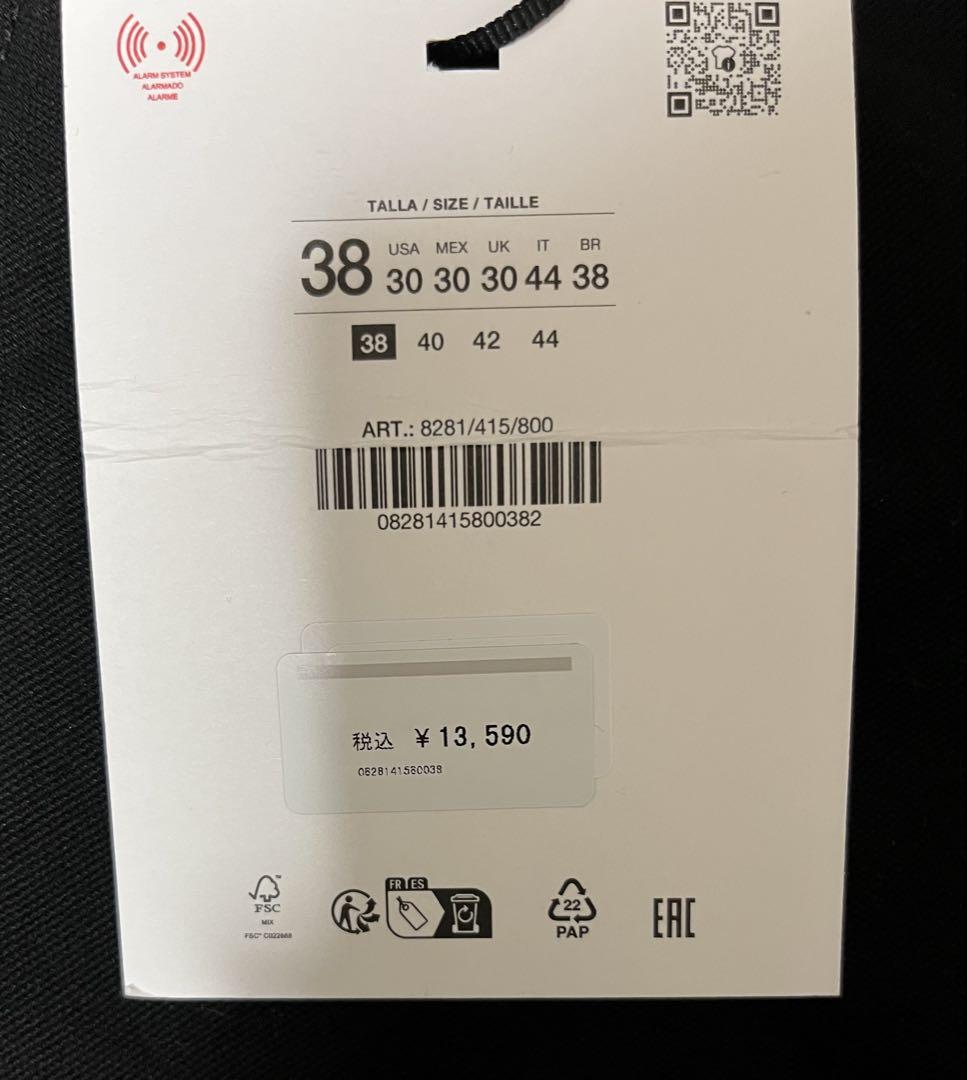 ALARM SYSTEM
ALARMADO
ALARME
TALLA / SIZE / TAILLE
38 USA MEX UK IT BR
30 30 30 44 38
38 40 42 44
ART.: 8281/415/800
08281415800382
税込 ¥13,590
FSC
MIX
FSC® C022668
FR ES
22
PAP
EAC